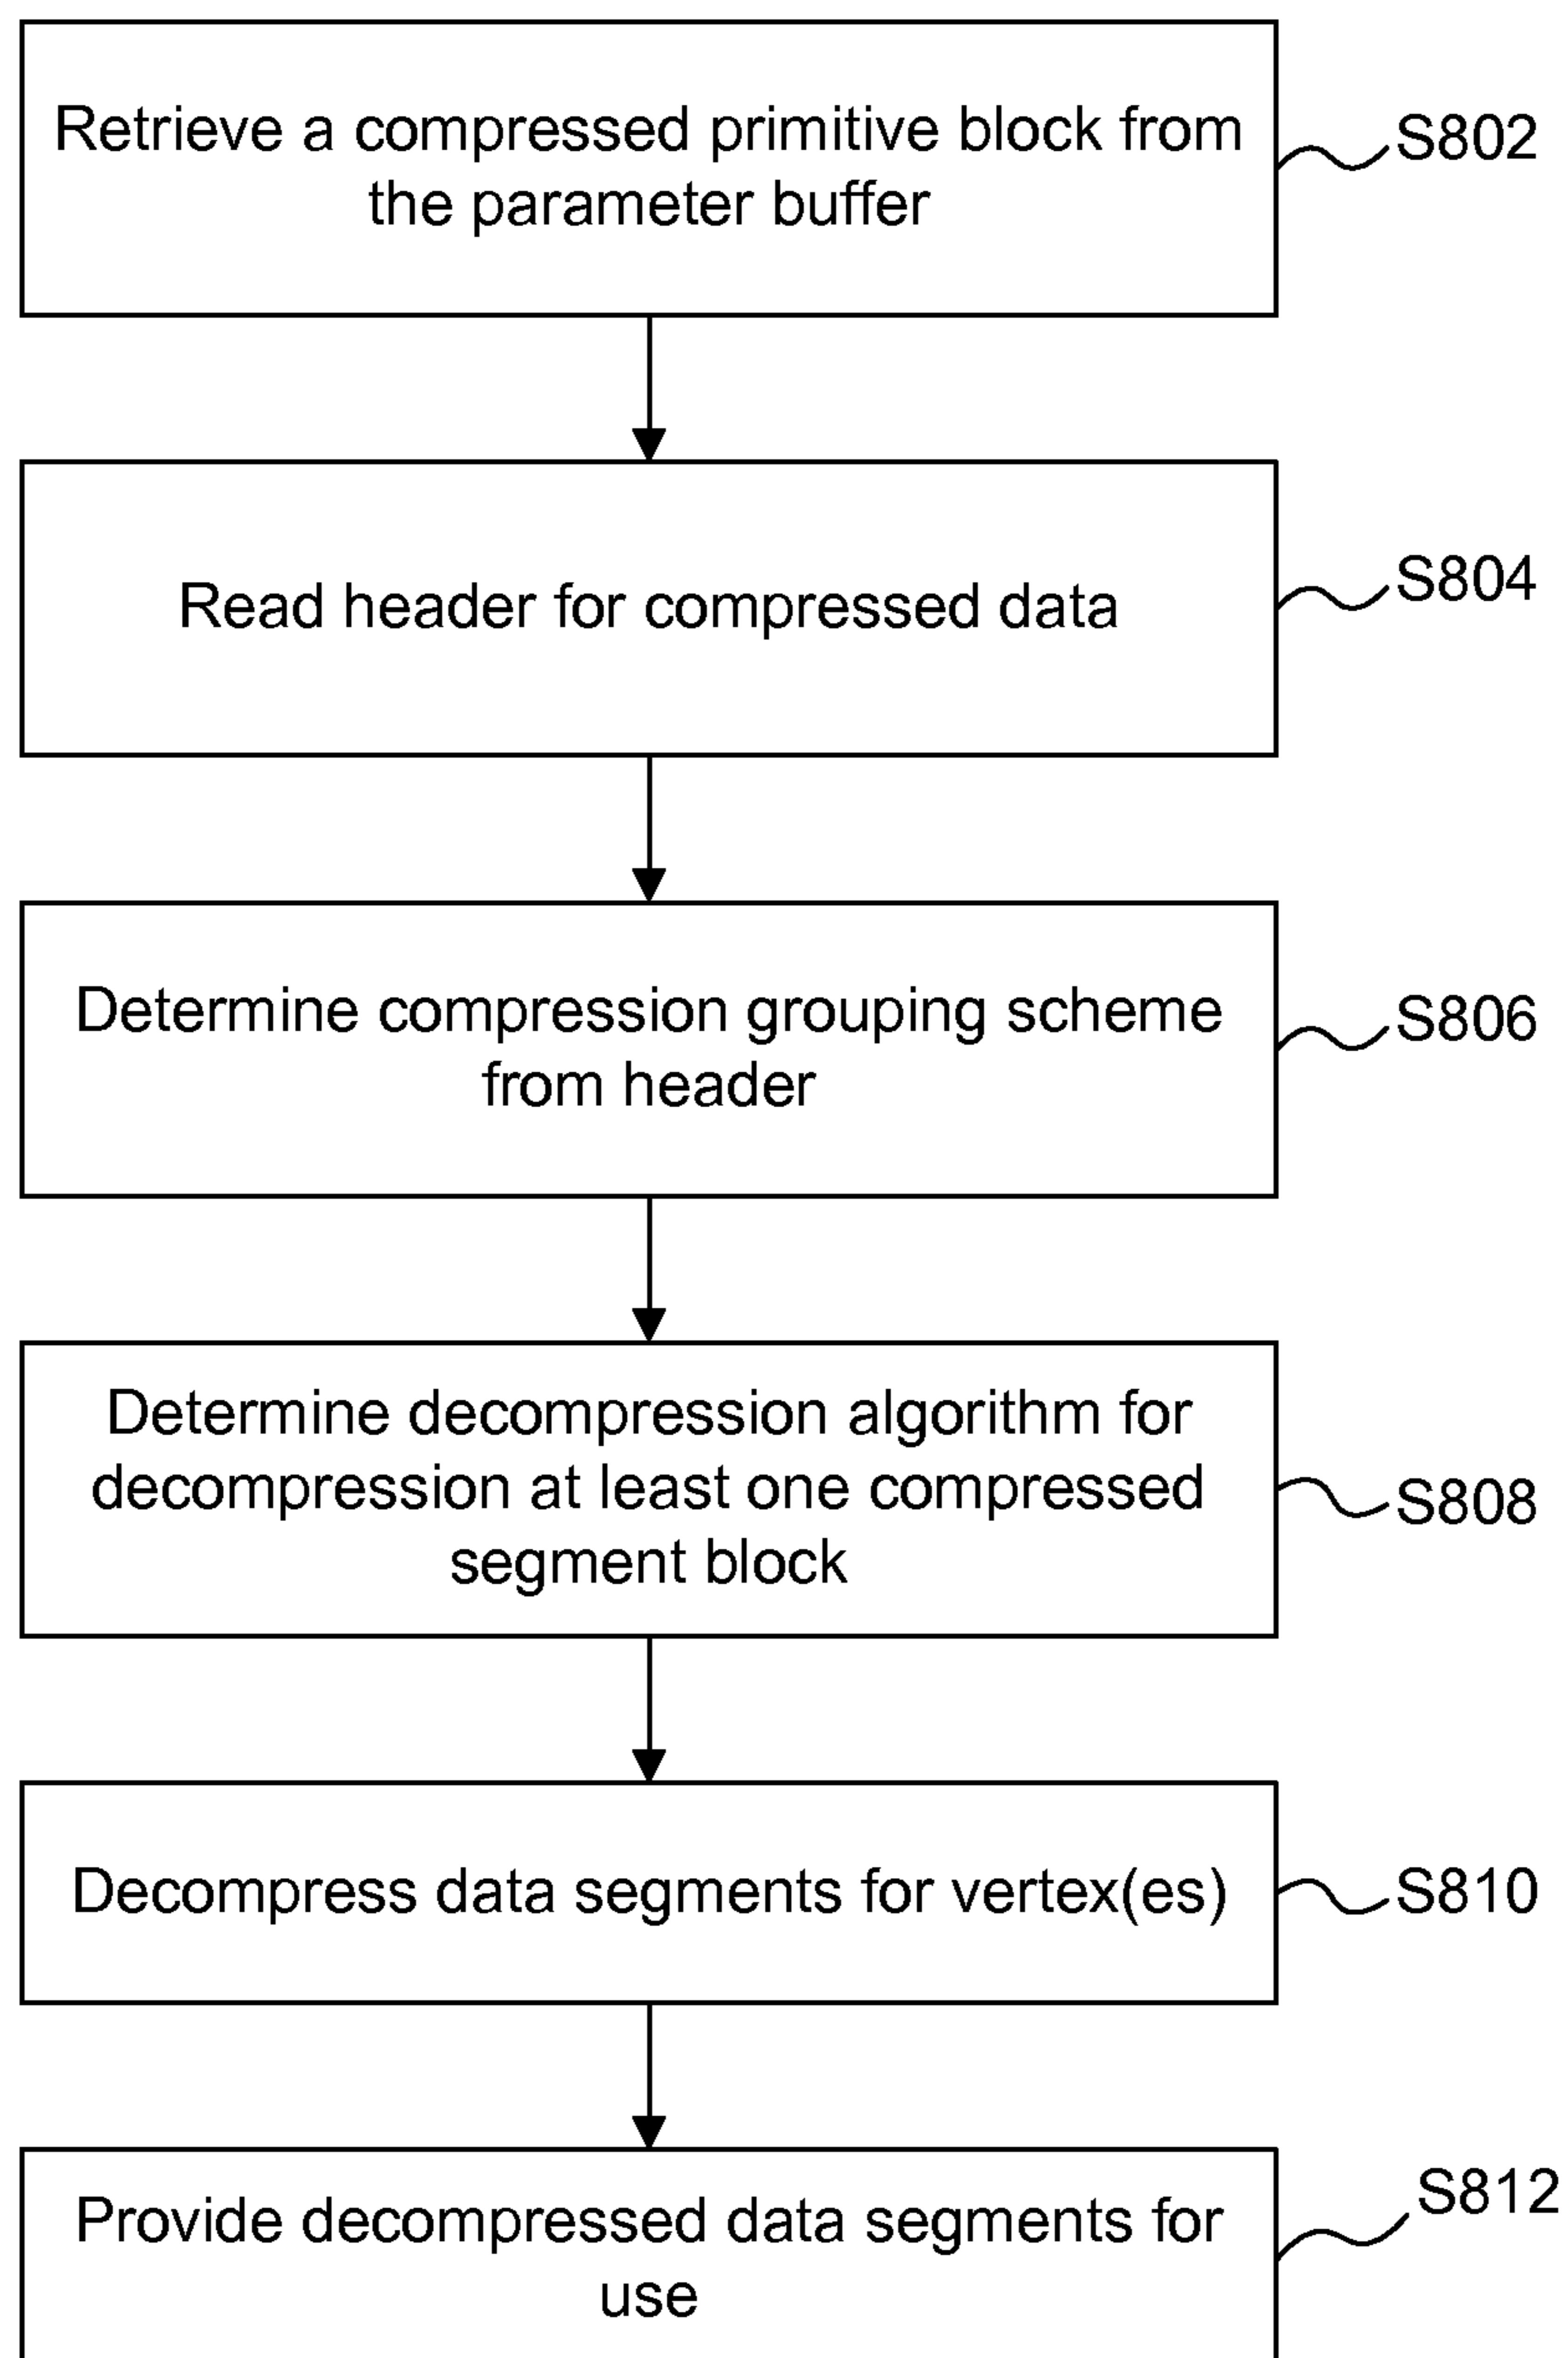 Retrieve a compressed primitive block from
the parameter buffer
S802
Read header for compressed data
S804
Determine compression grouping scheme
from header
S806
Determine decompression algorithm for
decompression at least one compressed
segment block
S808
Decompress data segments for vertex(es)
S810
Provide decompressed data segments for
use
S812